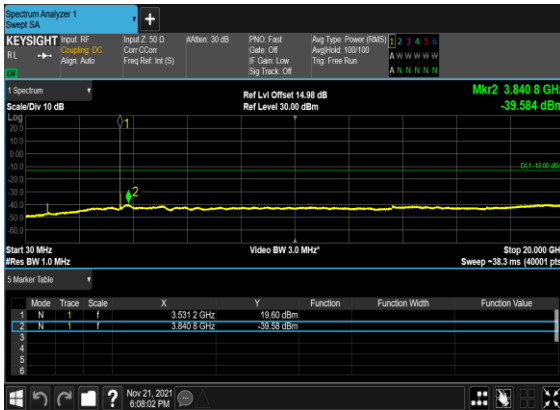 Spectrum Analyzer 1
Swept SA
+
KEYSIGHT Input: RF Input Z: 50 Ω #Atten: 30 dB PNO: Fast Avg Type: Power (RMS) 1 2 3 4 5 6
RL Coupling: DC Corr CCorr Gate: Off Avg|Hold: 100/100 A W W W W W
Align: Auto Freq Ref: Int (S) IF Gain: Low Trig: Free Run
LXI Sig Track: Off A N N N N N
1 Spectrum Ref Lvl Offset 14.98 dB Mkr2 3.840 8 GHz
Scale/Div 10 dB Ref Level 30.00 dBm -39.584 dBm
Log
20.0 1
10.0
0.00
-10.0 DL1 -13.00 dBm
-20.0
-30.0 2
-40.0
-50.0
-60.0
Start 30 MHz Video BW 3.0 MHz* Stop 20.000 GHz
#Res BW 1.0 MHz Sweep ~38.3 ms (40001 pts)
5 Marker Table
Mode Trace Scale X Y Function Function Width Function Value
1 N 1 f 3.531 2 GHz 19.60 dBm
2 N 1 f 3.840 8 GHz -39.58 dBm
3
4
5
6
? Nov 21, 2021
6:08:02 PM